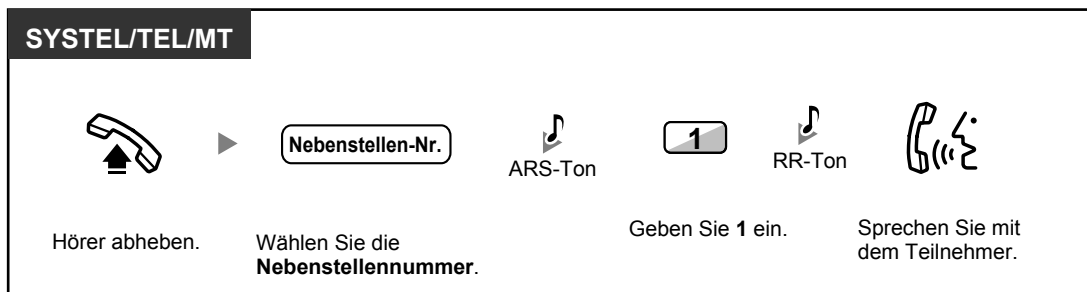 SYSTEL/TEL/MT
Nebenstellen-Nr.
ARS-Ton
1
RR-Ton
Hörer abheben.
Wählen Sie die
Nebenstellennummer.
Geben Sie 1 ein.
Sprechen Sie mit
dem Teilnehmer.